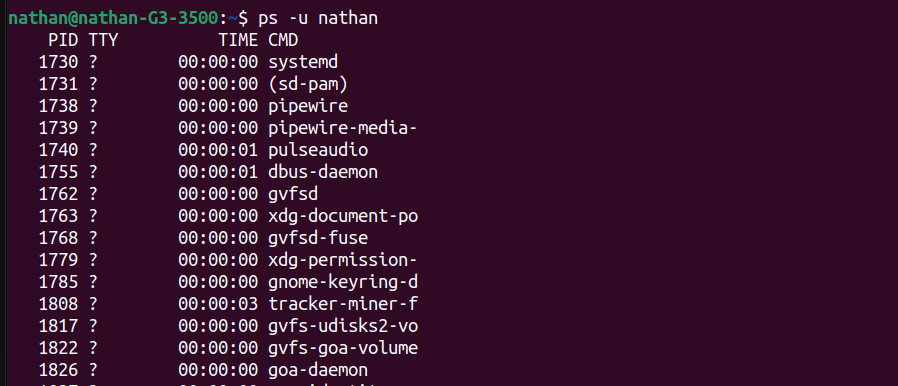 nathan@nathan-G3-3500:~$ ps -u nathan
    PID TTY          TIME CMD
   1730 ?        00:00:00 systemd
   1731 ?        00:00:00 (sd-pam)
   1738 ?        00:00:00 pipewire
   1739 ?        00:00:00 pipewire-media-
   1740 ?        00:00:01 pulseaudio
   1755 ?        00:00:01 dbus-daemon
   1762 ?        00:00:00 gvfsd
   1763 ?        00:00:00 xdg-document-po
   1768 ?        00:00:00 gvfsd-fuse
   1779 ?        00:00:00 xdg-permission-
   1785 ?        00:00:00 gnome-keyring-d
   1808 ?        00:00:03 tracker-miner-f
   1817 ?        00:00:00 gvfs-udisks2-vo
   1822 ?        00:00:00 gvfs-goa-volume
   1826 ?        00:00:00 goa-daemon